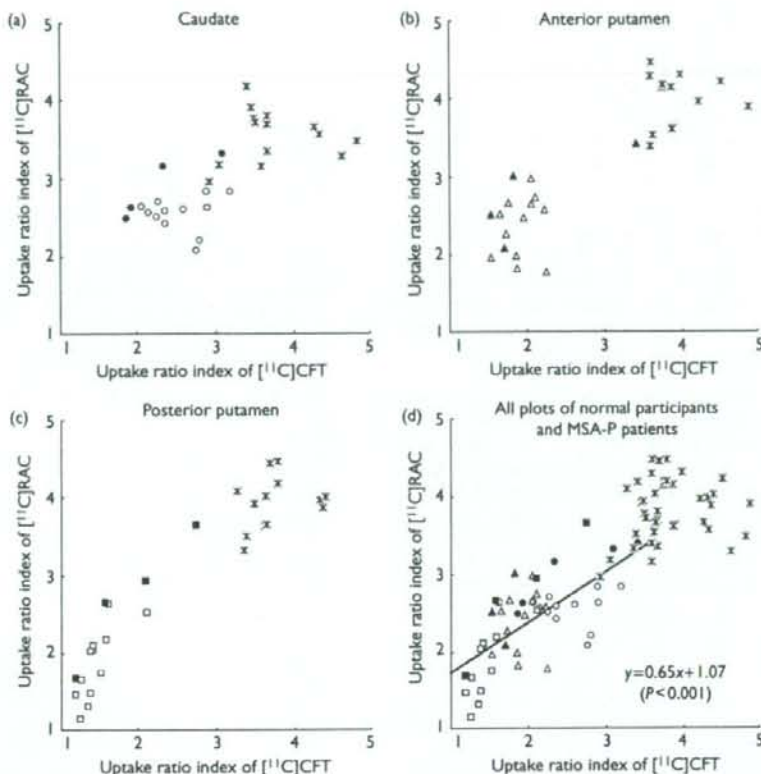 (a) Caudate
5
4
3
2
1
1 2 3 4 5
Uptake ratio index of [¹¹C]RAC
Uptake ratio index of [¹¹C]CFT
(b) Anterior putamen
5
4
3
2
1
1 2 3 4 5
Uptake ratio index of [¹¹C]RAC
Uptake ratio index of [¹¹C]CFT
(c) Posterior putamen
5
4
3
2
1
1 2 3 4 5
Uptake ratio index of [¹¹C]RAC
Uptake ratio index of [¹¹C]CFT
(d) All plots of normal participants
and MSA-P patients
5
4
3
2
1
1 2 3 4 5
Uptake ratio index of [¹¹C]RAC
y=0.65x+1.07
(P<0.001)
Uptake ratio index of [¹¹C]CFT